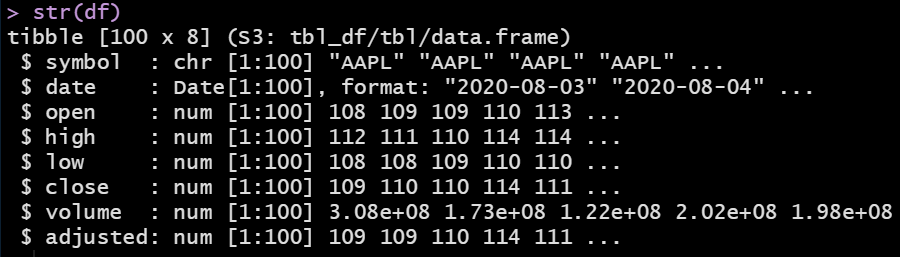 > str(df)
tibble [100 x 8] (S3: tbl_df/tbl/data.frame)
 $ symbol  : chr [1:100] "AAPL" "AAPL" "AAPL" "AAPL" ...
 $ date    : Date[1:100], format: "2020-08-03" "2020-08-04" ...
 $ open    : num [1:100] 108 109 109 110 113 ...
 $ high    : num [1:100] 112 111 110 114 114 ...
 $ low     : num [1:100] 108 108 109 110 110 ...
 $ close   : num [1:100] 109 110 110 114 111 ...
 $ volume  : num [1:100] 3.08e+08 1.73e+08 1.22e+08 2.02e+08 1.98e+08
 $ adjusted: num [1:100] 109 109 110 114 111 ...